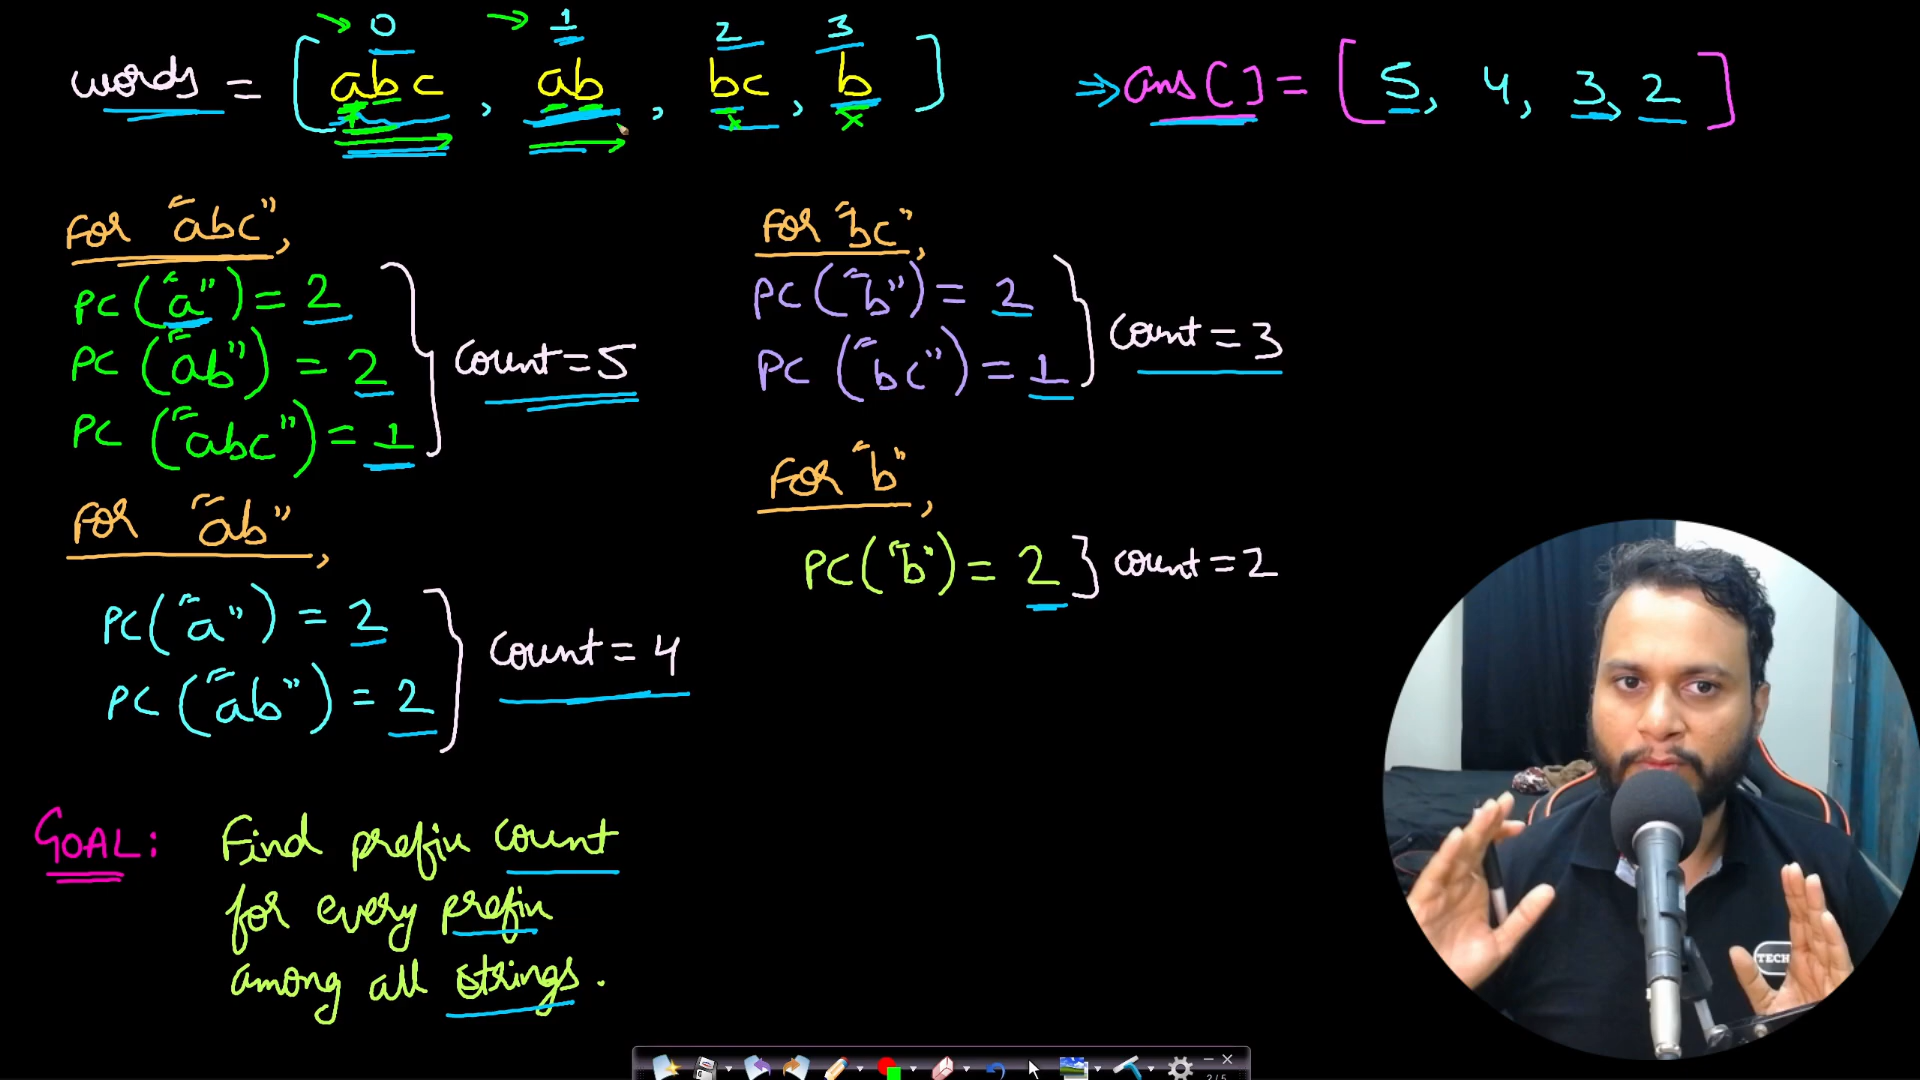 0 1 2 3
words = [ abc , ab , bc , b ] ⇒ ans[] = [ 5, 4, 3, 2 ]
For "abc",
PC("a") = 2
PC("ab") = 2
PC("abc") = 1
count = 5
For "ab",
PC("a") = 2
PC("ab") = 2
count = 4
For "bc",
PC("b") = 2
PC("bc") = 1
count = 3
For "b",
PC("b") = 2 } count = 2
GOAL: Find prefix count
for every prefix
among all strings.
TECH
2/5